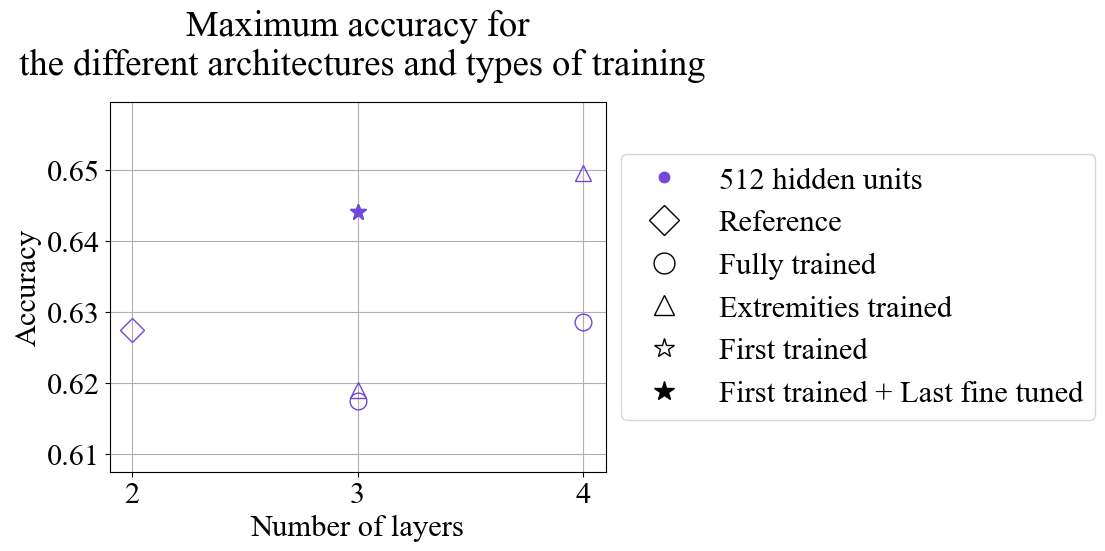 Maximum accuracy for
the different architectures and types of training
0.65
0.64
0.63
0.62
0.61
Accuracy
2 3 4
Number of layers
512 hidden units
Reference
Fully trained
Extremities trained
First trained
First trained + Last fine tuned